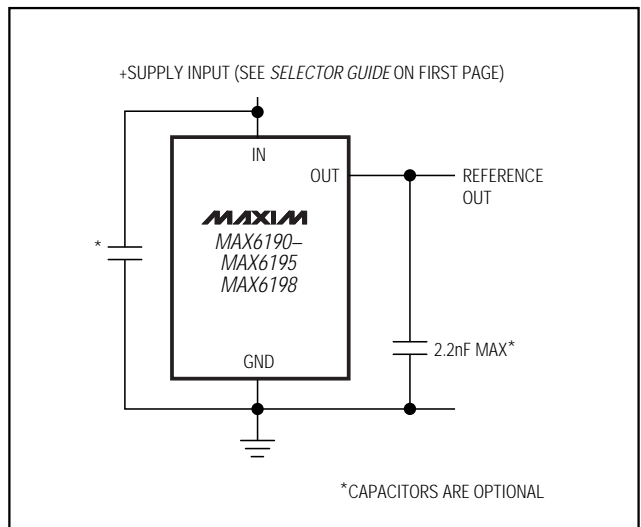 +SUPPLY INPUT (SEE SELECTOR GUIDE ON FIRST PAGE)
IN
OUT
REFERENCE
OUT
MAXIM
MAX6190–
MAX6195
MAX6198
*
2.2nF MAX*
GND
*CAPACITORS ARE OPTIONAL